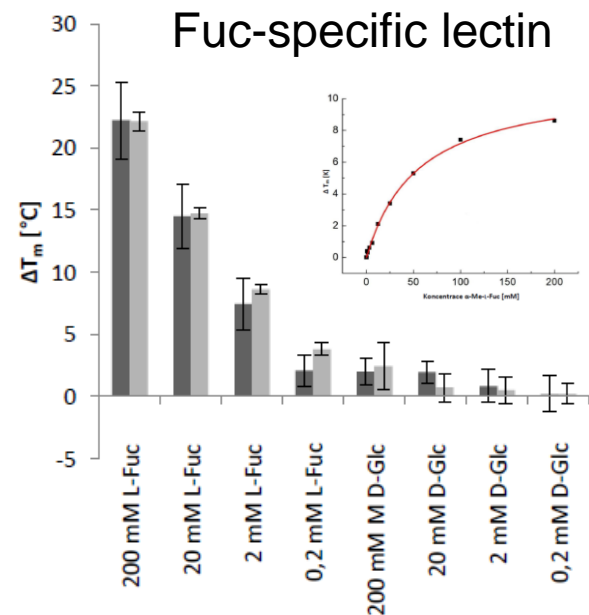 Fuc-specific lectin
ΔTm [°C]
30
25
20
15
10
5
0
-5
200 mM L-Fuc
20 mM L-Fuc
2 mM L-Fuc
0,2 mM L-Fuc
200 mM M D-Glc
20 mM D-Glc
2 mM D-Glc
0,2 mM D-Glc
Δ Tm [K]
10
8
6
4
2
0
0 50 100 150 200
Koncentrace α-Me-L-Fuc [mM]